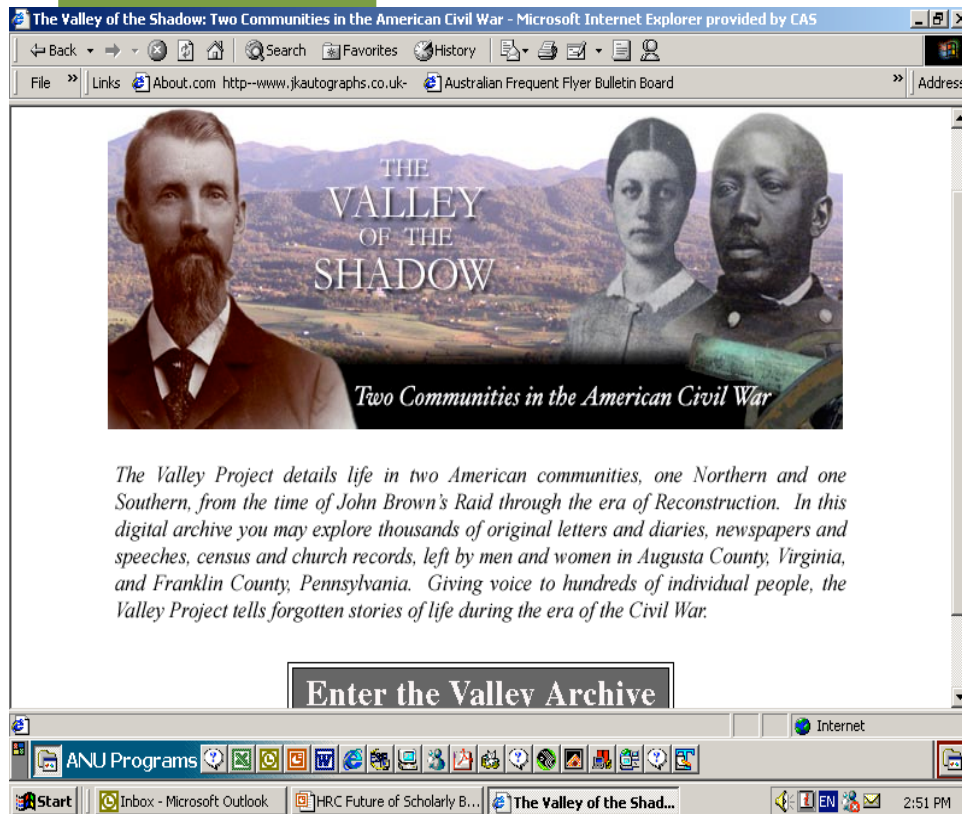 The Valley of the Shadow: Two Communities in the American Civil War - Microsoft Internet Explorer provided by CAS
Back Search Favorites History
File » Links About.com http--www.jkautographs.co.uk- Australian Frequent Flyer Bulletin Board » Address
THE
VALLEY
OF THE
SHADOW
Two Communities in the American Civil War
The Valley Project details life in two American communities, one Northern and one
Southern, from the time of John Brown's Raid through the era of Reconstruction. In this
digital archive you may explore thousands of original letters and diaries, newspapers and
speeches, census and church records, left by men and women in Augusta County, Virginia,
and Franklin County, Pennsylvania. Giving voice to hundreds of individual people, the
Valley Project tells forgotten stories of life during the era of the Civil War.
Enter the Valley Archive
Internet
ANU Programs
Start Inbox - Microsoft Outlook HRC Future of Scholarly B... The Valley of the Shad... EN 2:51 PM